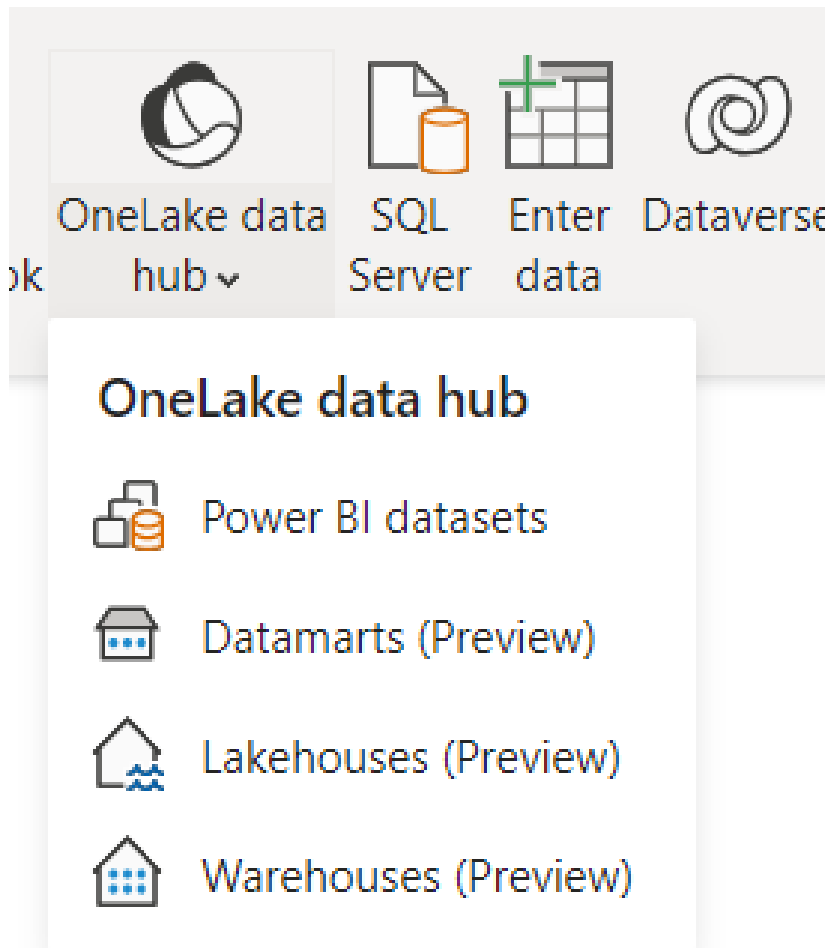 OneLake data
hub
SQL
Server
Enter
data
Dataverse
OneLake data hub
Power BI datasets
Datamarts (Preview)
Lakehouses (Preview)
Warehouses (Preview)